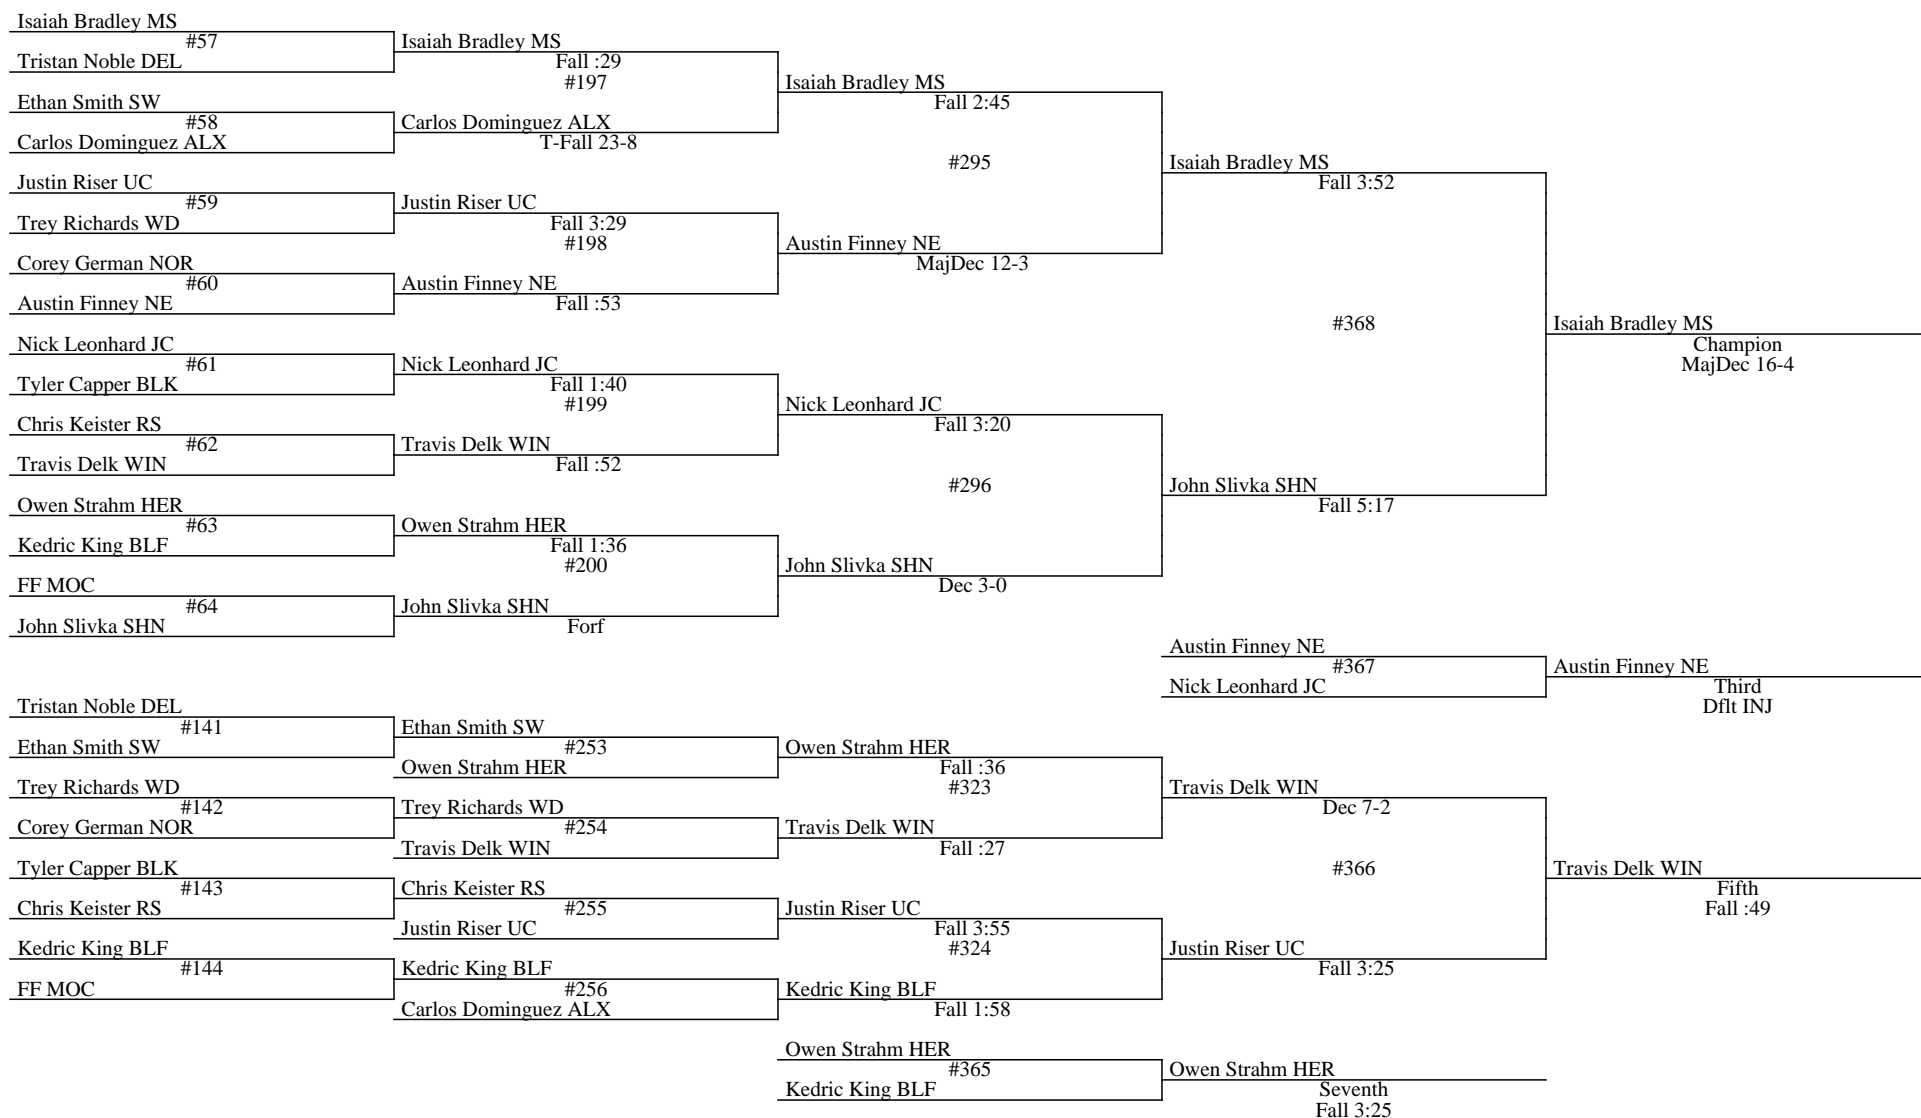 Isaiah Bradley MS
#57
Tristan Noble DEL
Isaiah Bradley MS
Fall :29
#197
Ethan Smith SW
#58
Carlos Dominguez ALX
Carlos Dominguez ALX
T-Fall 23-8
Isaiah Bradley MS
Fall 2:45
#295
Justin Riser UC
#59
Trey Richards WD
Justin Riser UC
Fall 3:29
#198
Corey German NOR
#60
Austin Finney NE
Austin Finney NE
Fall :53
Austin Finney NE
MajDec 12-3
Isaiah Bradley MS
Fall 3:52
#368
Nick Leonhard JC
#61
Tyler Capper BLK
Nick Leonhard JC
Fall 1:40
#199
Chris Keister RS
#62
Travis Delk WIN
Travis Delk WIN
Fall :52
Nick Leonhard JC
Fall 3:20
#296
Owen Strahm HER
#63
Kedric King BLF
Owen Strahm HER
Fall 1:36
#200
FF MOC
#64
John Slivka SHN
John Slivka SHN
Forf
John Slivka SHN
Dec 3-0
John Slivka SHN
Fall 5:17
Isaiah Bradley MS
Champion
MajDec 16-4
Austin Finney NE
#367
Nick Leonhard JC
Austin Finney NE
Third
Dflt INJ
Tristan Noble DEL
#141
Ethan Smith SW
Ethan Smith SW
#253
Owen Strahm HER
Owen Strahm HER
Fall :36
#323
Trey Richards WD
#142
Corey German NOR
Trey Richards WD
#254
Travis Delk WIN
Travis Delk WIN
Fall :27
Travis Delk WIN
Dec 7-2
#366
Tyler Capper BLK
#143
Chris Keister RS
Chris Keister RS
#255
Justin Riser UC
Justin Riser UC
Fall 3:55
#324
Kedric King BLF
#144
FF MOC
Kedric King BLF
#256
Carlos Dominguez ALX
Kedric King BLF
Fall 1:58
Justin Riser UC
Fall 3:25
Travis Delk WIN
Fifth
Fall :49
Owen Strahm HER
#365
Kedric King BLF
Owen Strahm HER
Seventh
Fall 3:25